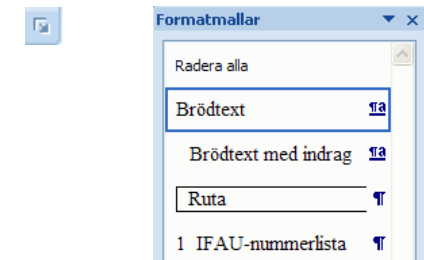 Formatmallar
Radera alla
Brödtext ¶a
Brödtext med indrag ¶a
Ruta ¶
1 IFAU-nummerlista ¶